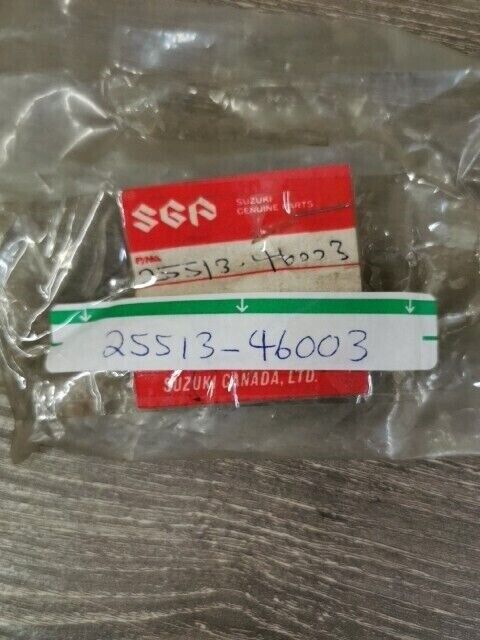 SGP
SUZUKI
GENUINE PARTS
P/No.
25513-46003
25513-46003
SUZUKI CANADA, LTD.